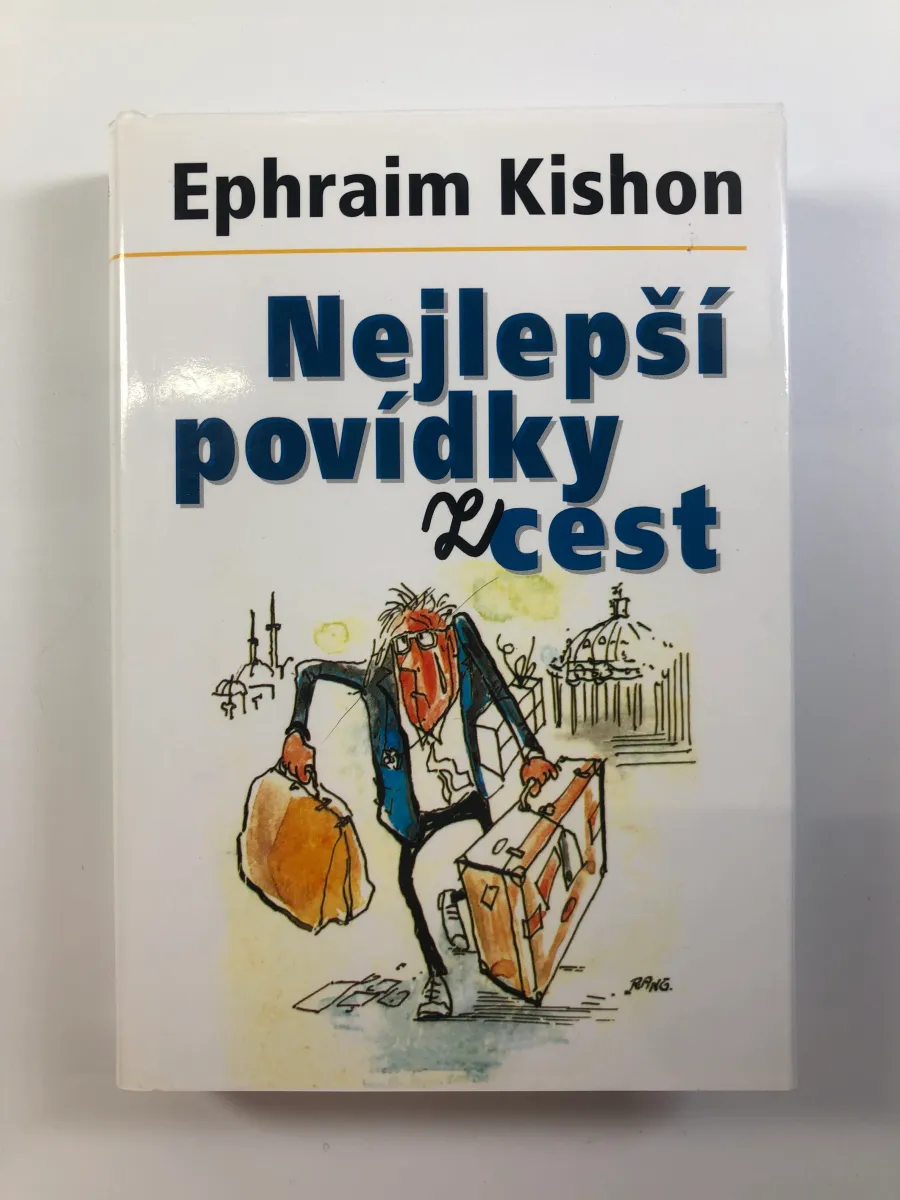 Ephraim Kishon
Nejlepší
povídky
z cest
RANG.